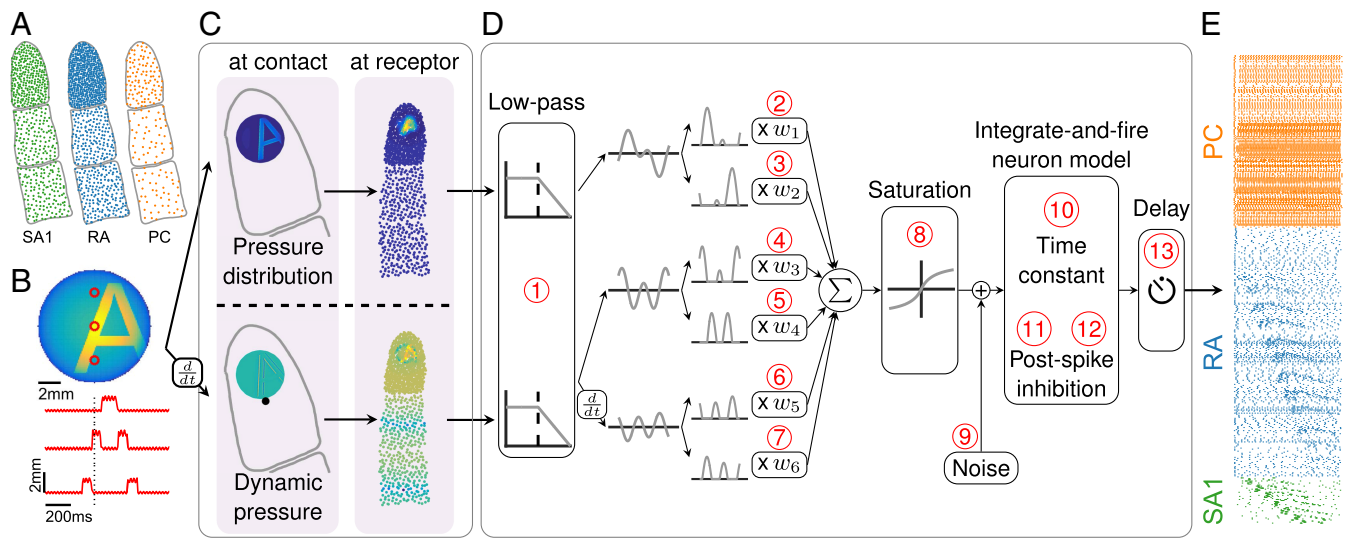 A
SA1
RA
PC
B
2mm
2mm
200ms
C
at contact
at receptor
Pressure
distribution
d
dt
Dynamic
pressure
D
Low-pass
1
d
dt
2
x w1
3
x w2
4
x w3
5
x w4
6
x w5
7
x w6
Σ
Saturation
8
+
9
Noise
Integrate-and-fire
neuron model
10
Time
constant
11 12
Post-spike
inhibition
Delay
13
E
PC
RA
SA1